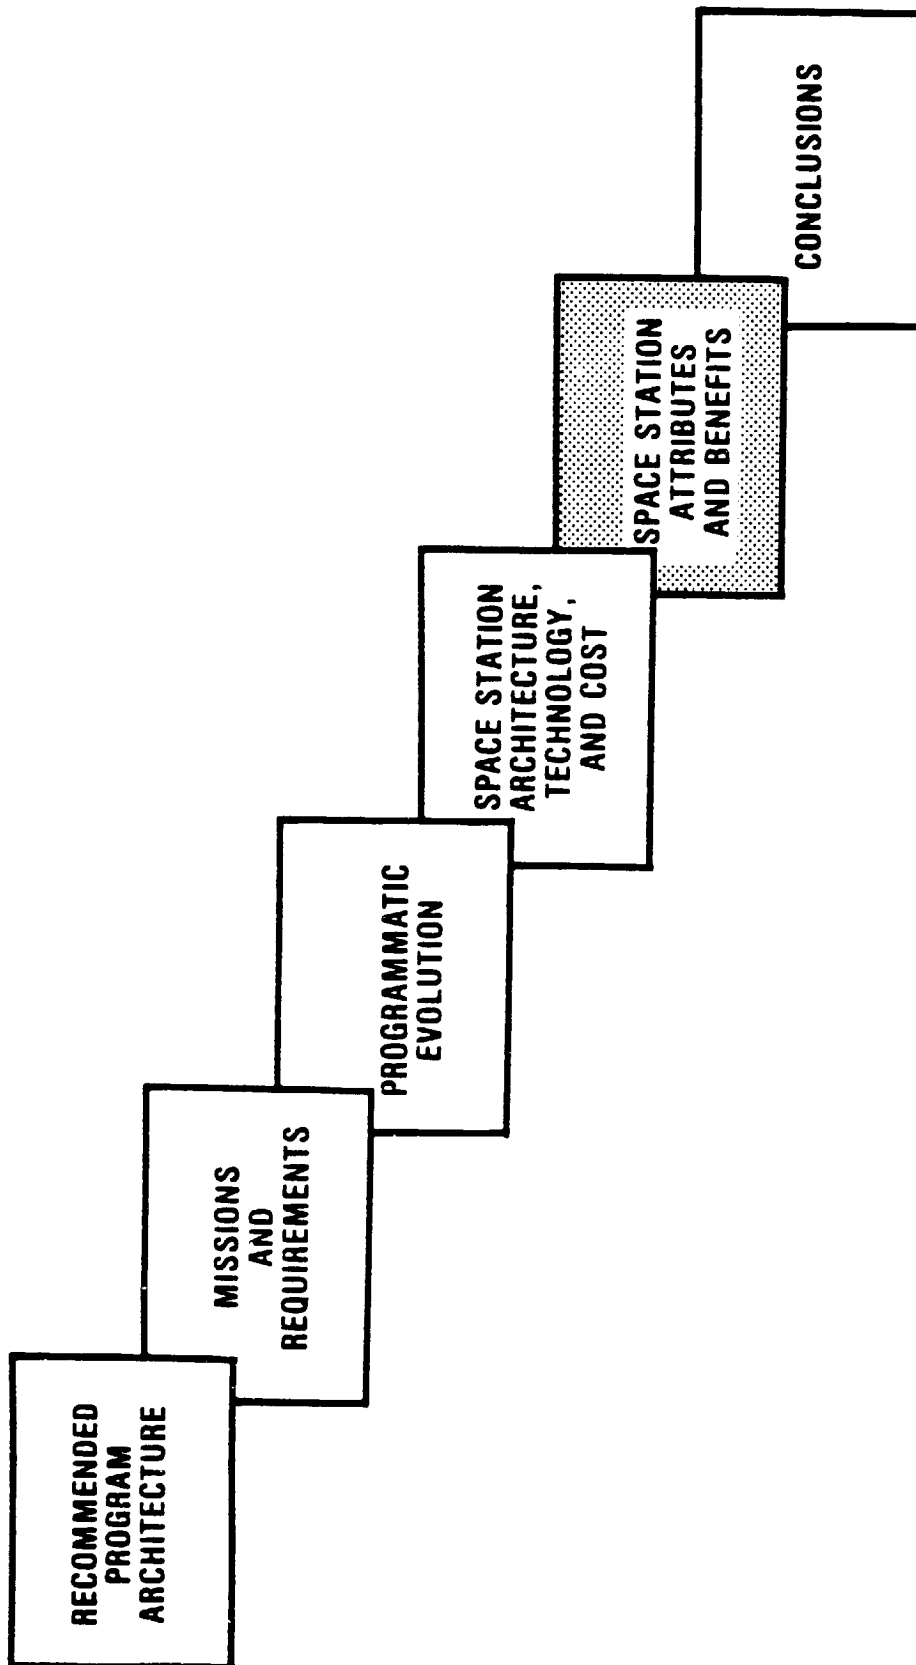 RECOMMENDED
PROGRAM
ARCHITECTURE
MISSIONS
AND
REQUIREMENTS
PROGRAMMATIC
EVOLUTION
SPACE STATION
ARCHITECTURE,
TECHNOLOGY,
AND COST
SPACE STATION
ATTRIBUTES
AND BENEFITS
CONCLUSIONS